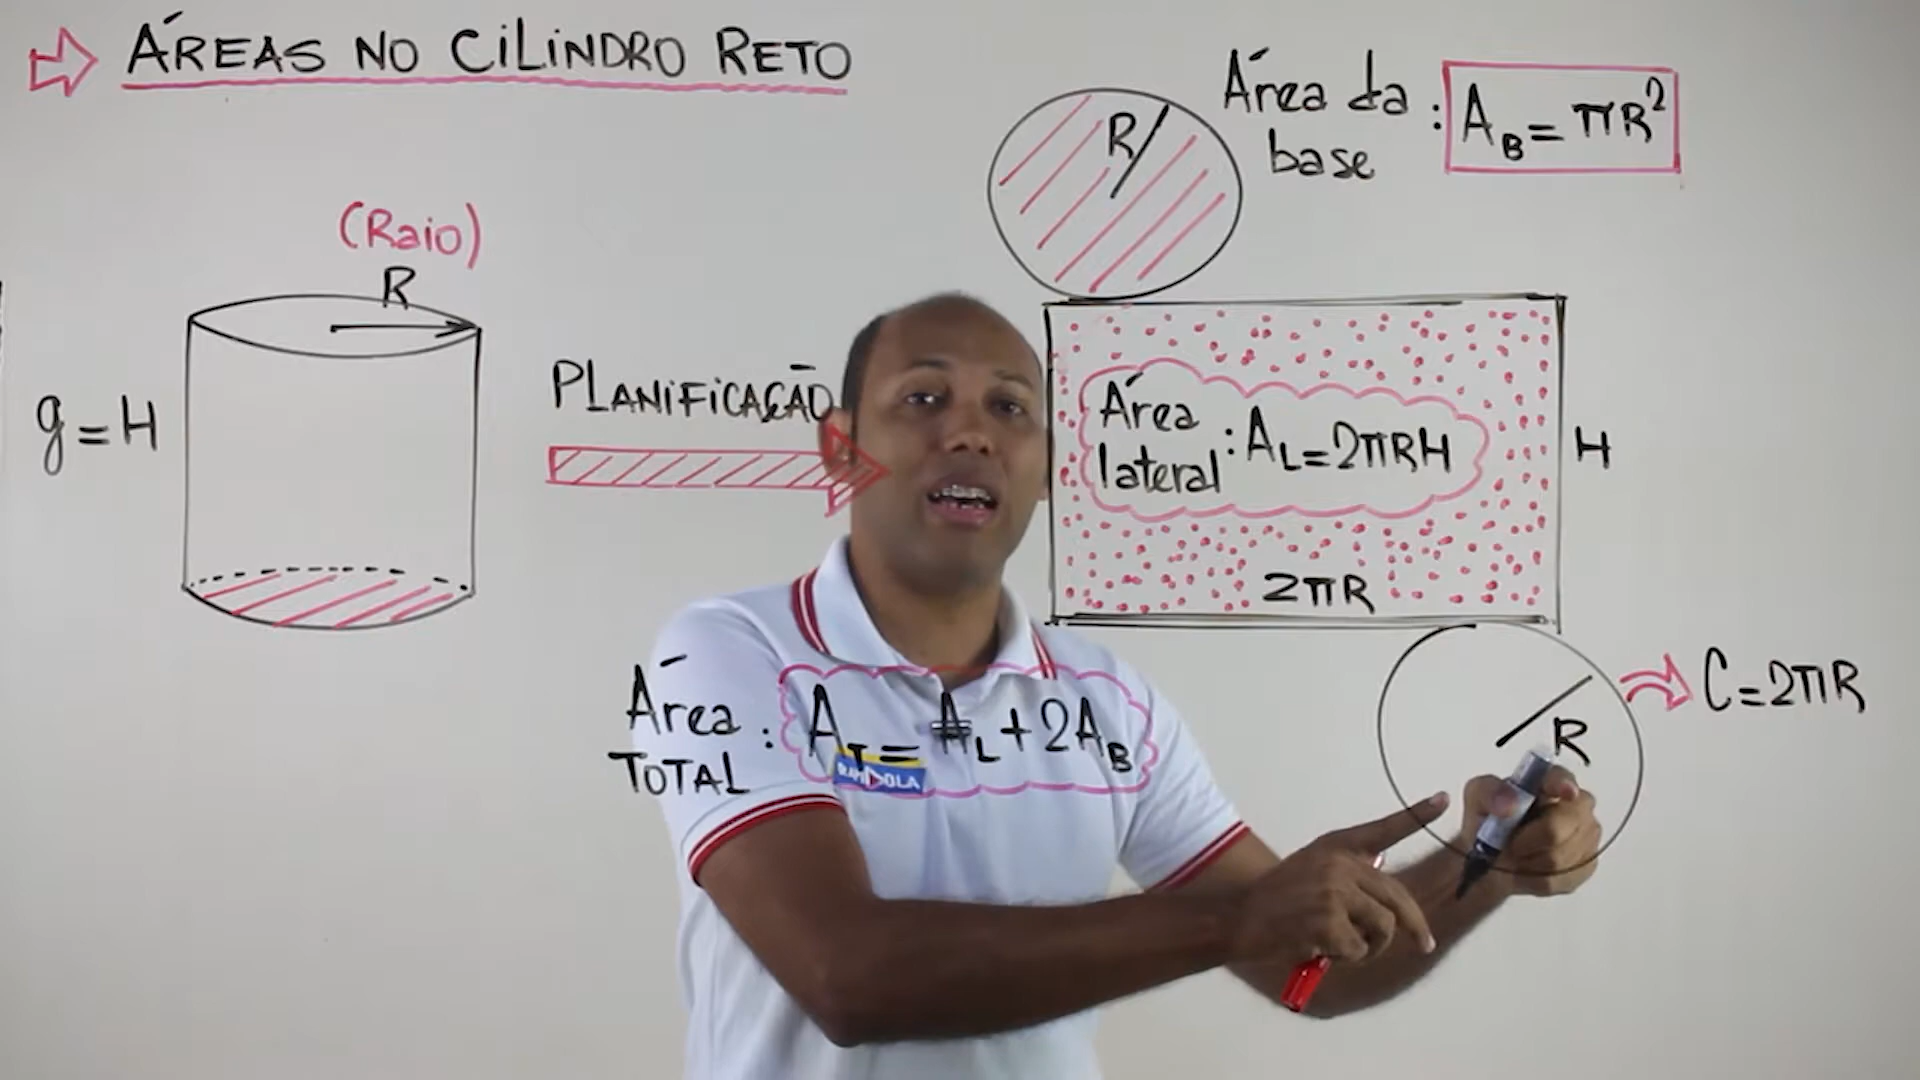 ÁREAS NO CILINDRO RETO
(Raio)
R
g = H
PLANIFICAÇÃO
R
Área da base : A_B = πR²
Área lateral : A_L = 2πRH
H
2πR
R
C = 2πR
Área TOTAL : A_T = A_L + 2A_B